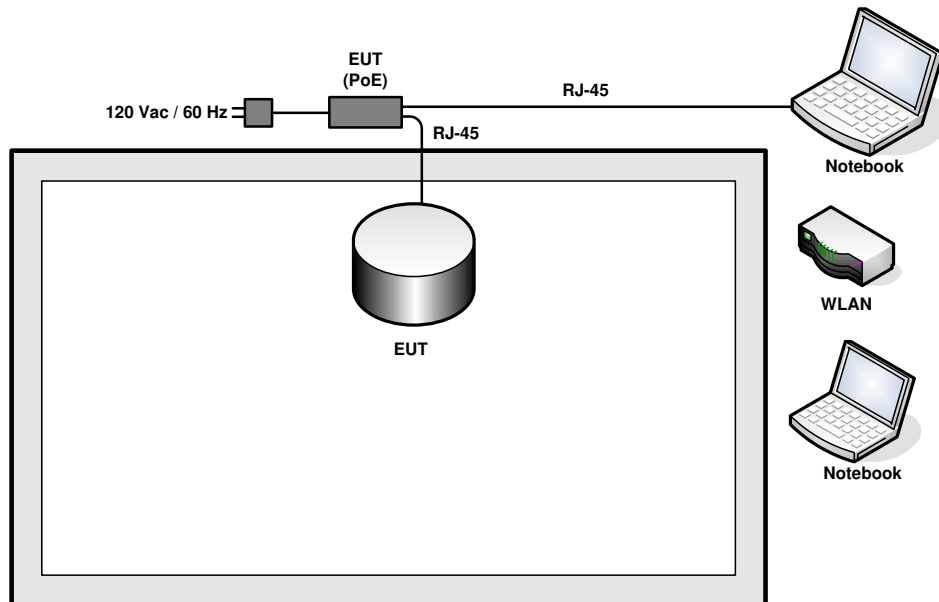 EUT
(PoE)
120 Vac / 60 Hz
RJ-45
RJ-45
Notebook
EUT
WLAN
Notebook